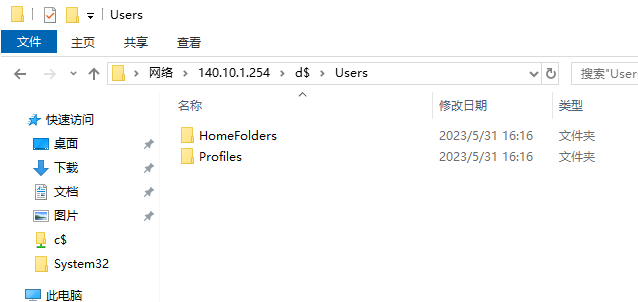 Users
文件 主页 共享 查看
网络 140.10.1.254 d$ Users 搜索"Users"
名称 修改日期 类型
快速访问
桌面
下载
文档
图片
c$
System32
此电脑
HomeFolders 2023/5/31 16:16 文件夹
Profiles 2023/5/31 16:16 文件夹